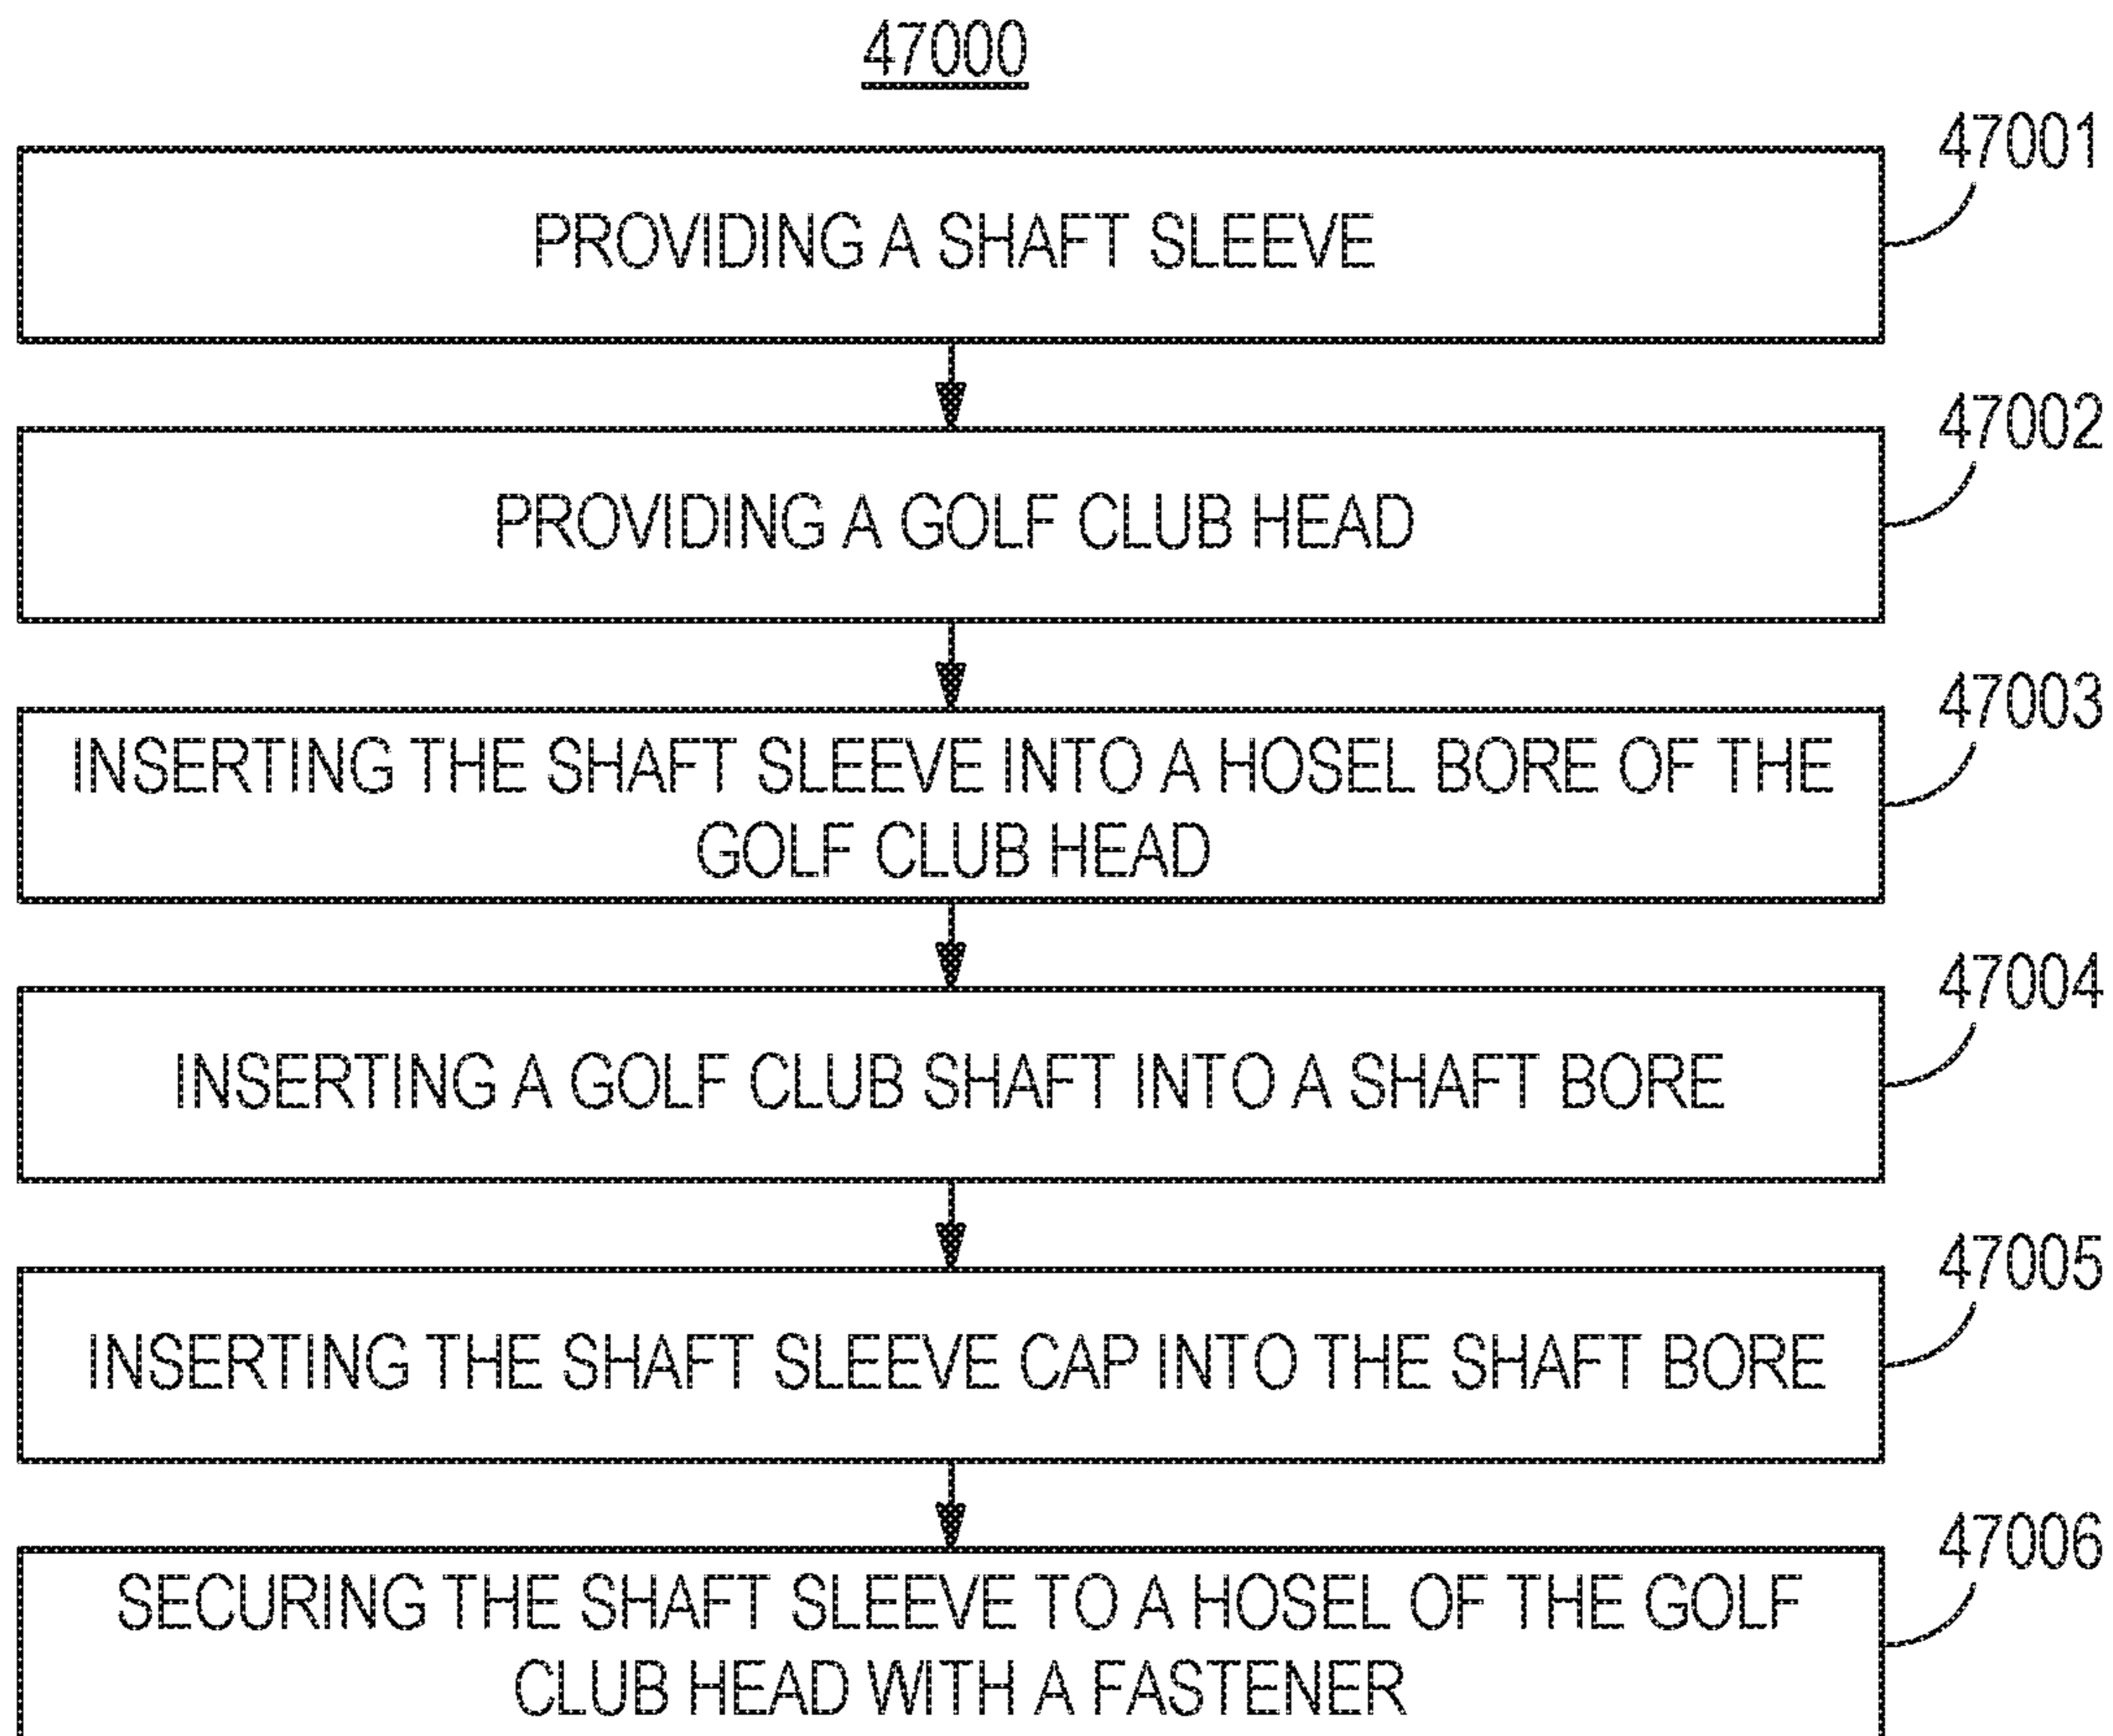 47000
47001
PROVIDING A SHAFT SLEEVE
47002
PROVIDING A GOLF CLUB HEAD
47003
INSERTING THE SHAFT SLEEVE INTO A HOSEL BORE OF THE
GOLF CLUB HEAD
47004
INSERTING A GOLF CLUB SHAFT INTO A SHAFT BORE
47005
INSERTING THE SHAFT SLEEVE CAP INTO THE SHAFT BORE
47006
SECURING THE SHAFT SLEEVE TO A HOSEL OF THE GOLF
CLUB HEAD WITH A FASTENER